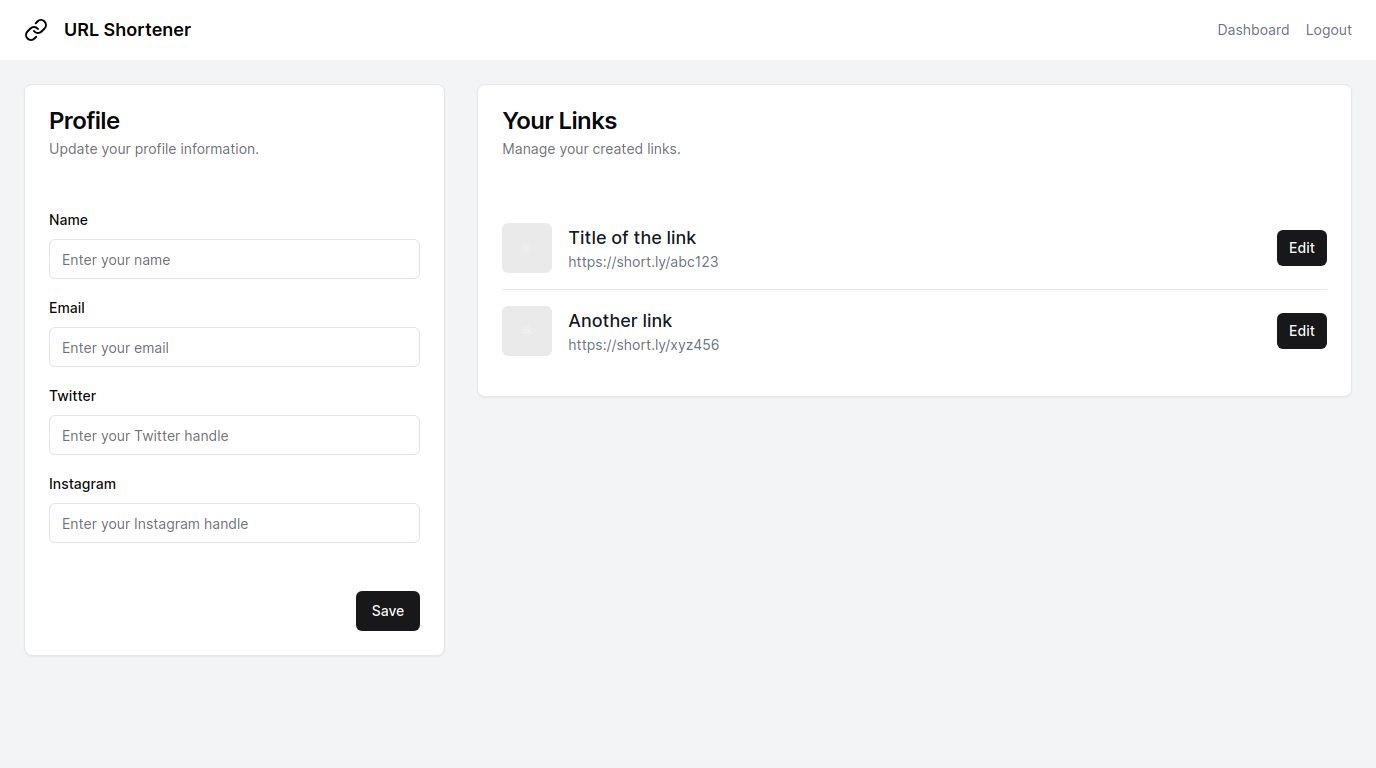 URL Shortener
Dashboard
Logout
Profile
Update your profile information.
Name
Enter your name
Email
Enter your email
Twitter
Enter your Twitter handle
Instagram
Enter your Instagram handle
Save
Your Links
Manage your created links.
Title of the link
https://short.ly/abc123
Edit
Another link
https://short.ly/xyz456
Edit